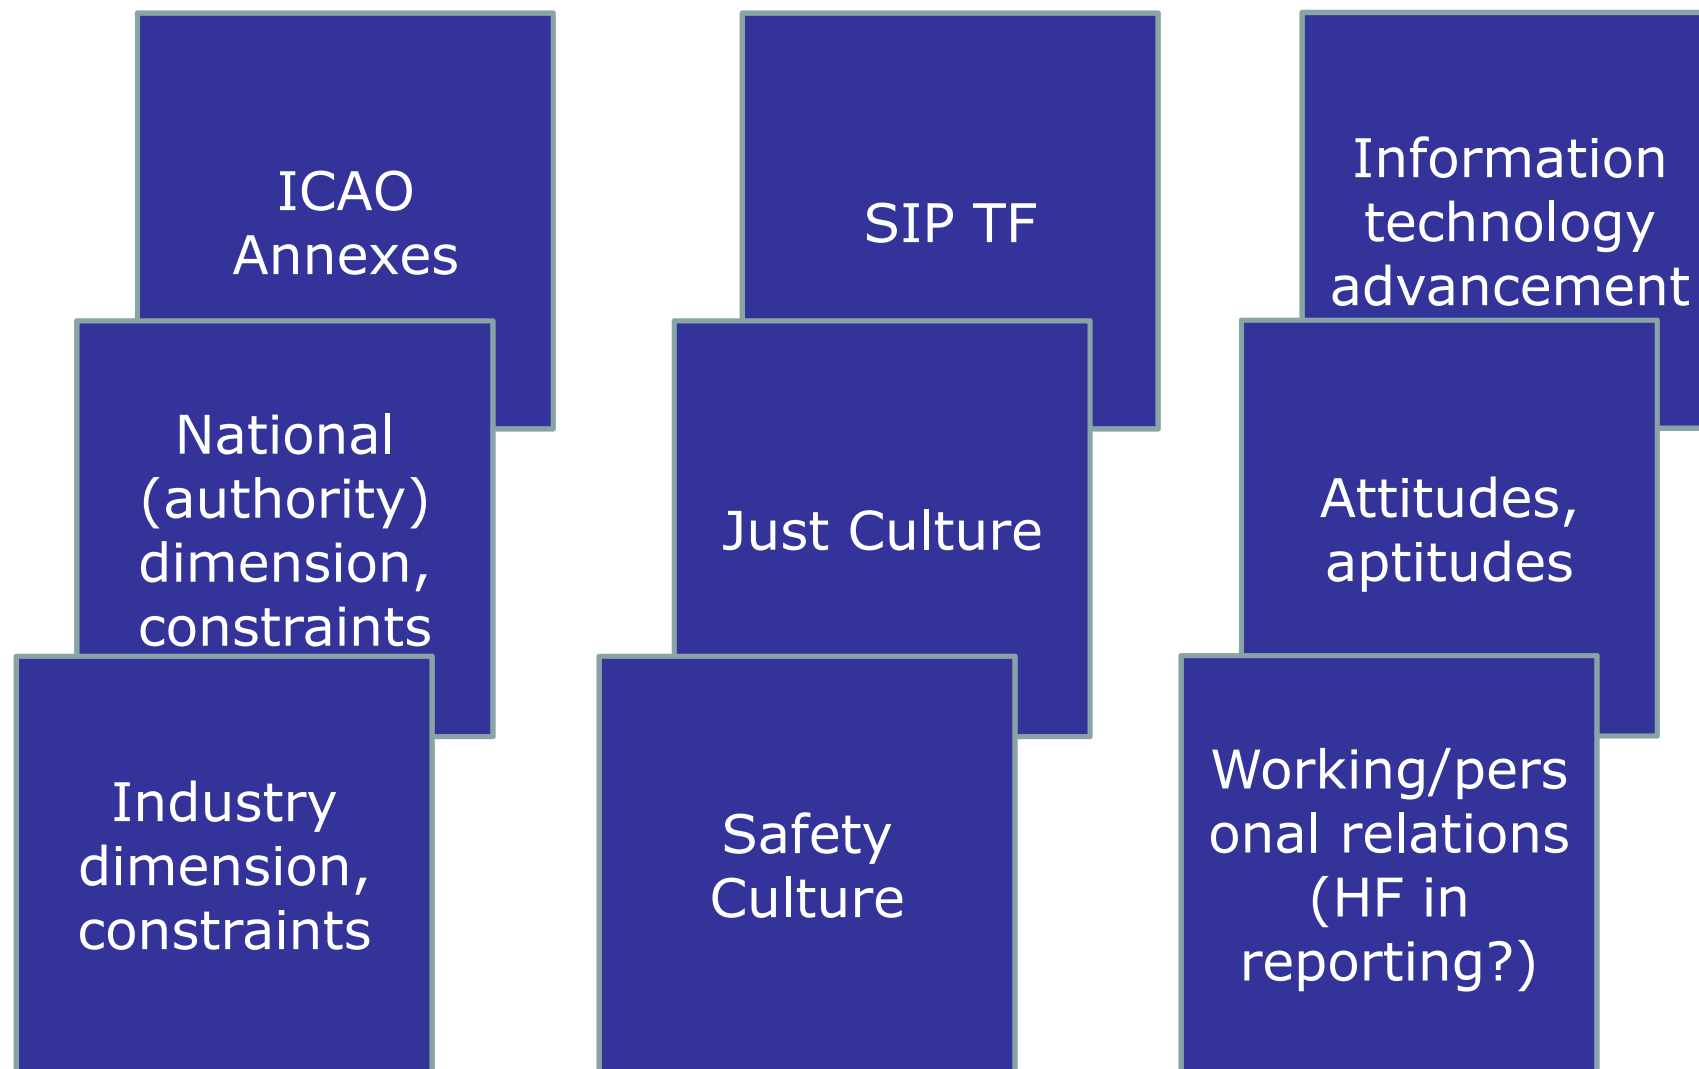 ICAO
Annexes
National
(authority)
dimension,
constraints
Industry
dimension,
constraints
SIP TF
Just Culture
Safety
Culture
Information
technology
advancement
Attitudes,
aptitudes
Working/pers
onal relations
(HF in
reporting?)